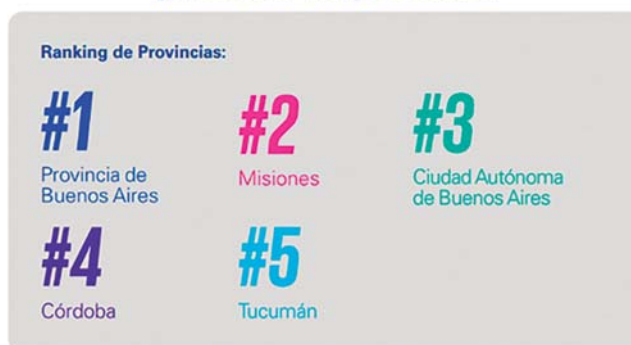 Ranking de Provincias:
#1
Provincia de
Buenos Aires
#2
Misiones
#3
Ciudad Autónoma
de Buenos Aires
#4
Córdoba
#5
Tucumán